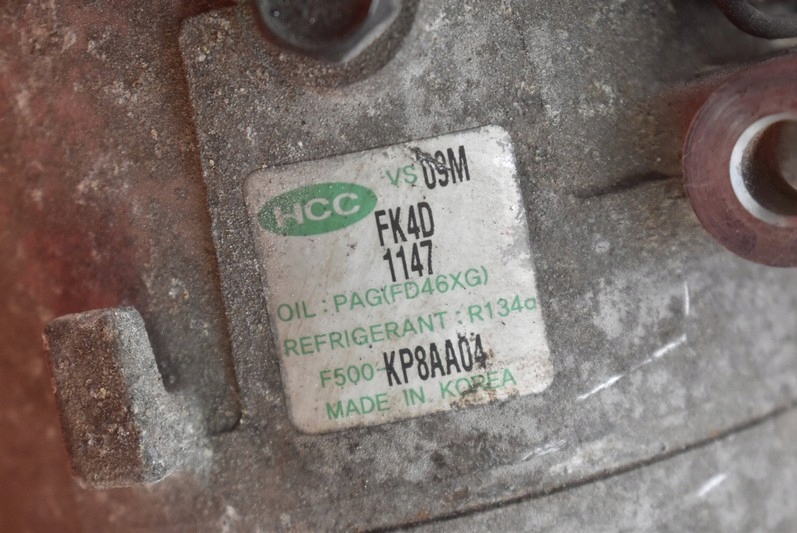 HCC VS 09M
FK4D
1147
OIL : PAG(FD46XG)
REFRIGERANT : R134a
F500-KP8AA04
MADE IN KOREA